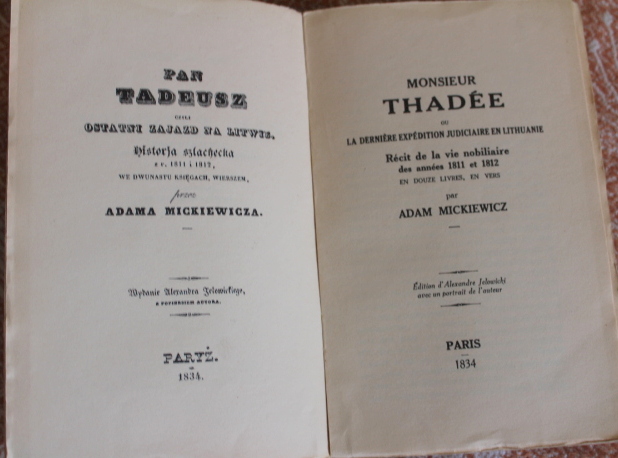 PAN
TADEUSZ
CZYLI
OSTATNI ZAJAZD NA LITWIE.
Historja szlachecka
z r. 1811 i 1812,
WE DWUNASTU KSIĘGACH, WIERSZEM,
przez
ADAMA MICKIEWICZA.
Wydanie Alexandra Jełowickiego,
Z POPIERSIEM AUTORA.
PARYŻ.
1834.
MONSIEUR
THADÉE
OU
LA DERNIÈRE EXPÉDITION JUDICIAIRE EN LITHUANIE
Récit de la vie nobiliaire
des années 1811 et 1812
EN DOUZE LIVRES, EN VERS
par
ADAM MICKIEWICZ
Édition d'Alexandre Jelowicki
avec un portrait de l'auteur
PARIS
1834